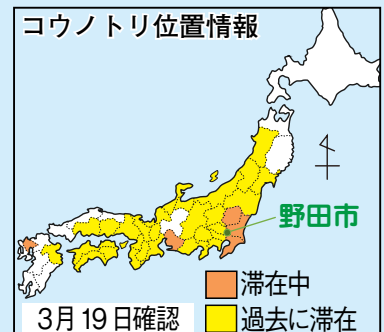 コウノトリ位置情報
野田市
滞在中
過去に滞在
3月19日確認